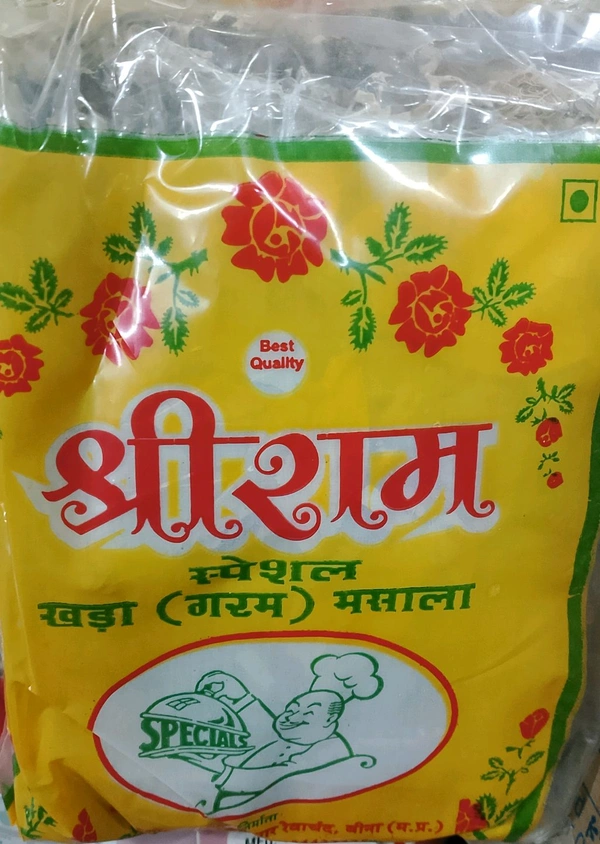 Best
Quality
श्रीराम
स्पेशल
खड़ा (गरम) मसाला
SPECIALS
निर्माता
रेवाचंद, बीना (म.प्र.)